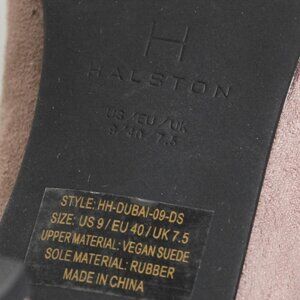 H
HALSTON
US/EU/UK
9/40/7.5
STYLE: HH-DUBAI-09-DS
SIZE: US 9 / EU 40 / UK 7.5
UPPER MATERIAL: VEGAN SUEDE
SOLE MATERIAL: RUBBER
MADE IN CHINA